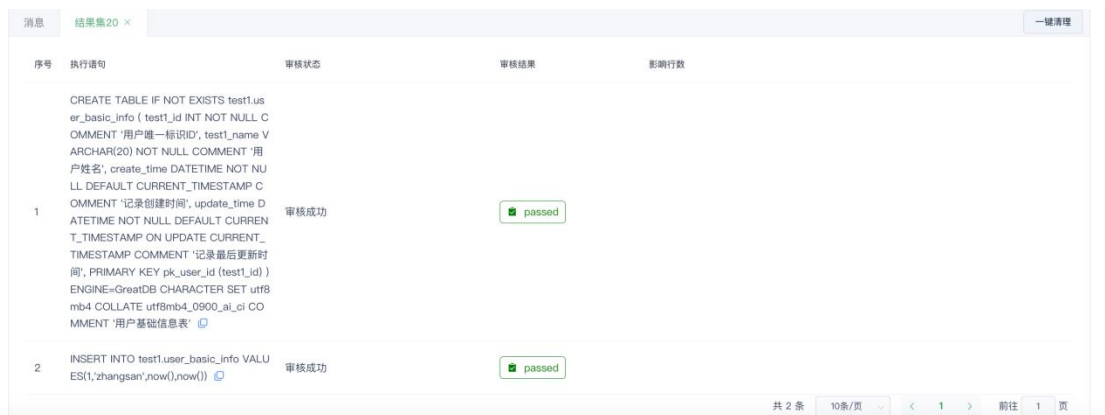 消息 结果集20 × 一键清理
序号 执行语句 审核状态 审核结果 影响行数
CREATE TABLE IF NOT EXISTS test1.us
er_basic_info ( test1_id INT NOT NULL C
OMMENT '用户唯一标识ID', test1_name V
ARCHAR(20) NOT NULL COMMENT '用
户姓名', create_time DATETIME NOT NU
LL DEFAULT CURRENT_TIMESTAMP C
OMMENT '记录创建时间', update_time D
1 ATETIME NOT NULL DEFAULT CURREN 审核成功 passed
T_TIMESTAMP ON UPDATE CURRENT_
TIMESTAMP COMMENT '记录最后更新时
间', PRIMARY KEY pk_user_id (test1_id) )
ENGINE=GreatDB CHARACTER SET utf8
mb4 COLLATE utf8mb4_0900_ai_ci CO
MMENT '用户基础信息表'
2 INSERT INTO test1.user_basic_info VALU 审核成功 passed
ES(1,'zhangsan',now(),now())
共 2 条 10条/页 < 1 > 前往 1 页